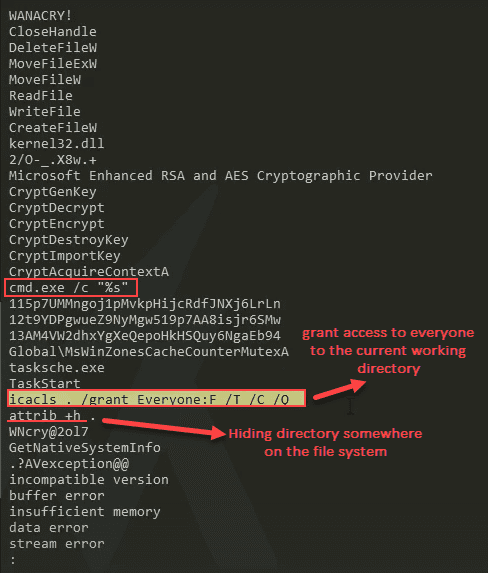 WANACRY!
CloseHandle
DeleteFileW
MoveFileExW
MoveFileW
ReadFile
WriteFile
CreateFileW
kernel32.dll
2/O-_.X8w.+
Microsoft Enhanced RSA and AES Cryptographic Provider
CryptGenKey
CryptDecrypt
CryptEncrypt
CryptDestroyKey
CryptImportKey
CryptAcquireContextA
cmd.exe /c "%s"
115p7UMMngoj1pMvkpHijcRdfJNXj6LrLn
12t9YDPgwueZ9NyMgw519p7AA8isjr6SMw
13AM4VW2dhxYgXeQepoHkHSQuy6NgaEb94
Global\MsWinZonesCacheCounterMutexA
tasksche.exe
TaskStart
icacls . /grant Everyone:F /T /C /Q
attrib +h .
WNcry@2ol7
GetNativeSystemInfo
.?AVexception@@
incompatible version
buffer error
insufficient memory
data error
stream error
:
grant access to everyone
to the current working
directory
Hiding directory somewhere
on the file system